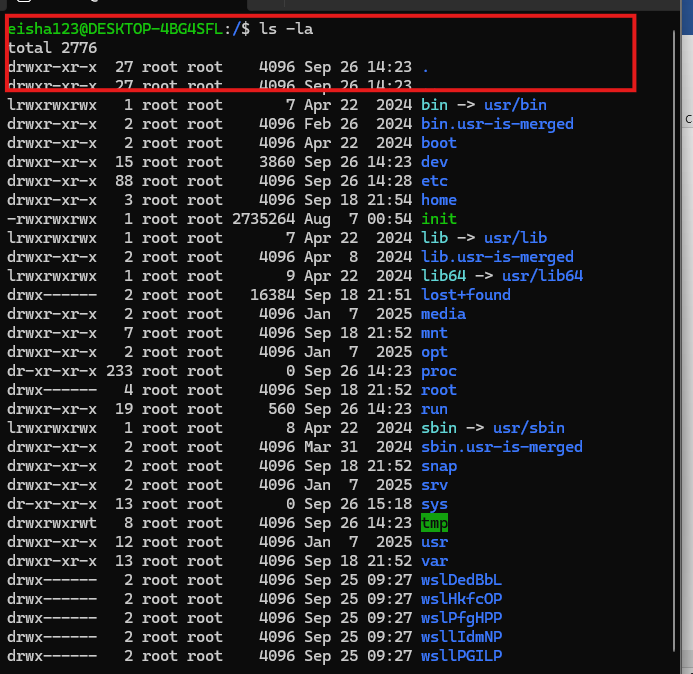 eisha123@DESKTOP-4BG4SFL:/$ ls -la
total 2776
drwxr-xr-x  27 root root    4096 Sep 26 14:23 .
drwxr-xr-x  27 root root    4096 Sep 26 14:23
lrwxrwxrwx   1 root root       7 Apr 22  2024 bin -> usr/bin
drwxr-xr-x   2 root root    4096 Feb 26  2024 bin.usr-is-merged
drwxr-xr-x   2 root root    4096 Apr 22  2024 boot
drwxr-xr-x  15 root root    3860 Sep 26 14:23 dev
drwxr-xr-x  88 root root    4096 Sep 26 14:28 etc
drwxr-xr-x   3 root root    4096 Sep 18 21:54 home
-rwxrwxrwx   1 root root 2735264 Aug  7 00:54 init
lrwxrwxrwx   1 root root       7 Apr 22  2024 lib -> usr/lib
drwxr-xr-x   2 root root    4096 Apr  8  2024 lib.usr-is-merged
lrwxrwxrwx   1 root root       9 Apr 22  2024 lib64 -> usr/lib64
drwx------   2 root root   16384 Sep 18 21:51 lost+found
drwxr-xr-x   2 root root    4096 Jan  7  2025 media
drwxr-xr-x   7 root root    4096 Sep 18 21:52 mnt
drwxr-xr-x   2 root root    4096 Jan  7  2025 opt
dr-xr-xr-x 233 root root       0 Sep 26 14:23 proc
drwx------   4 root root    4096 Sep 18 21:52 root
drwxr-xr-x  19 root root     560 Sep 26 14:23 run
lrwxrwxrwx   1 root root       8 Apr 22  2024 sbin -> usr/sbin
drwxr-xr-x   2 root root    4096 Mar 31  2024 sbin.usr-is-merged
drwxr-xr-x   2 root root    4096 Sep 18 21:52 snap
drwxr-xr-x   2 root root    4096 Jan  7  2025 srv
dr-xr-xr-x  13 root root       0 Sep 26 15:18 sys
drwxrwxrwt   8 root root    4096 Sep 26 14:23 tmp
drwxr-xr-x  12 root root    4096 Jan  7  2025 usr
drwxr-xr-x  13 root root    4096 Sep 18 21:52 var
drwx------   2 root root    4096 Sep 25 09:27 wslDedBbL
drwx------   2 root root    4096 Sep 25 09:27 wslHkfcOP
drwx------   2 root root    4096 Sep 25 09:27 wslPfgHPP
drwx------   2 root root    4096 Sep 25 09:27 wsllIdmNP
drwx------   2 root root    4096 Sep 25 09:27 wsllPGILP